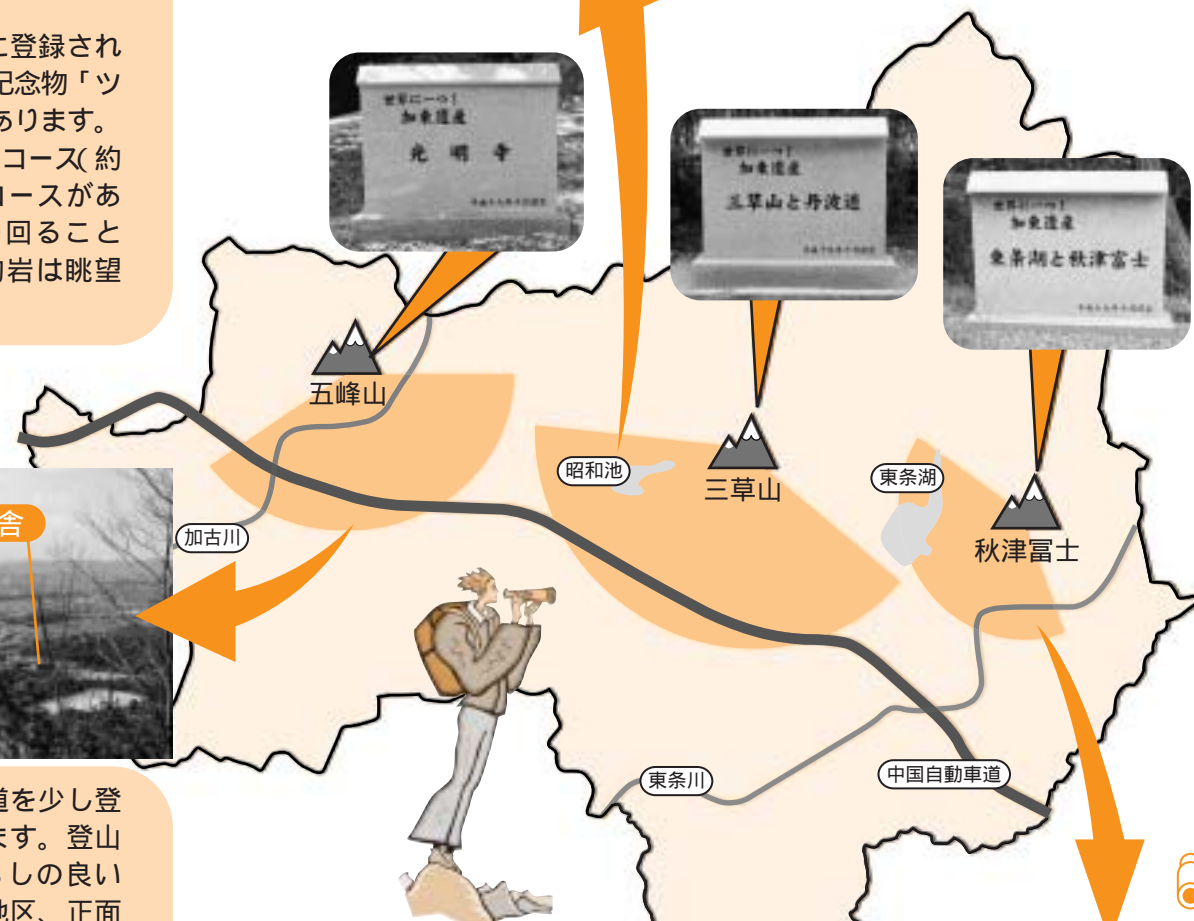 に登録され
記念物「ツ
あります。
コース(約
コースがあ
回ること
岩は眺望
世界に一つ！
加東遺産
光明寺
世界に一つ！
加東遺産
三草山と丹波道
世界に一つ！
加東遺産
東条湖と秋津富士
五峰山
昭和池
三草山
東条湖
秋津冨士
舎
加古川
東条川
中国自動車道
道を少し登
ます。登山
しの良い
地区、正面